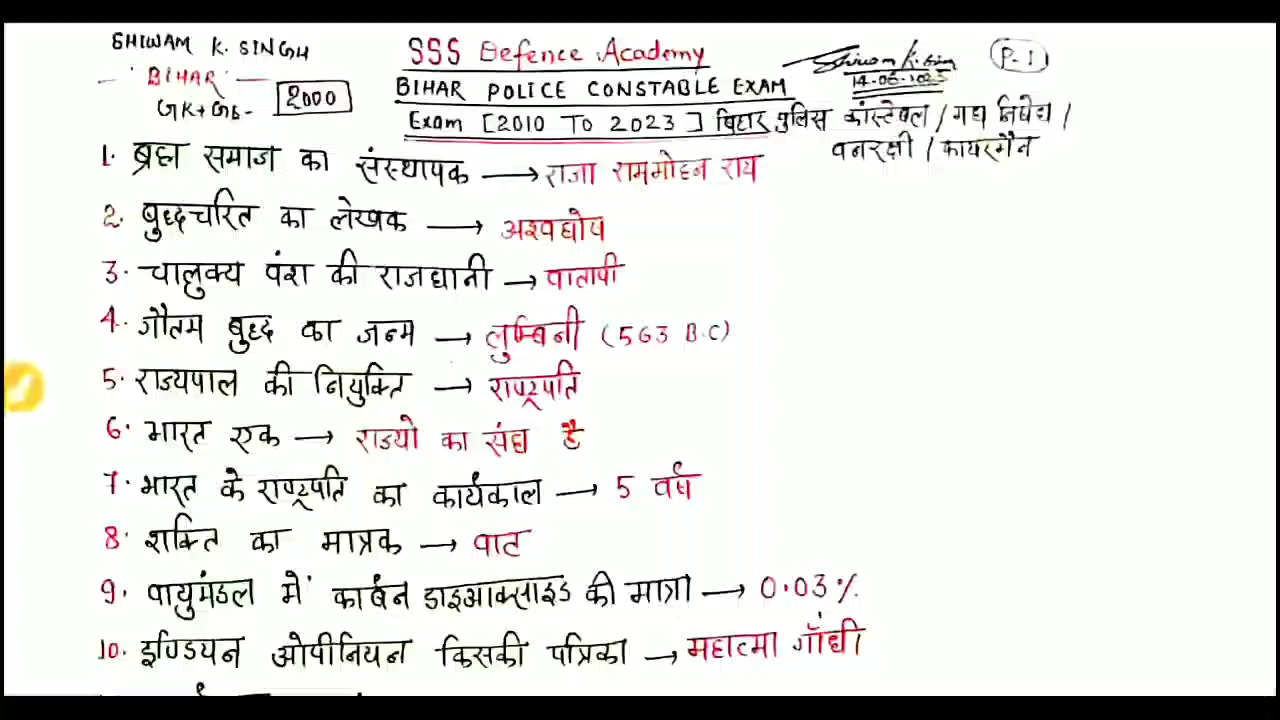 SHIWAM K. SINGH
SSS Defence Academy
P-1
BIHAR
GK+GS- 2000
BIHAR POLICE CONSTABLE EXAM
Exam [2010 TO 2023] बिहार पुलिस कांस्टेबल / मद्य निषेध /
वनरक्षी / फायरमैन
1. ब्रह्म समाज का संस्थापक → राजा राममोहन राय
2. बुद्धचरित का लेखक → अश्वघोष
3. चालुक्य वंश की राजधानी → वातापी
4. गौतम बुद्ध का जन्म → लुम्बिनी (563 B.C)
5. राज्यपाल की नियुक्ति → राष्ट्रपति
6. भारत एक → राज्यो का संघ है
7. भारत के राष्ट्रपति का कार्यकाल → 5 वर्ष
8. शक्ति का मात्रक → वाट
9. वायुमंडल में कार्बन डाइआक्साइड की मात्रा → 0.03%
10. इण्डियन ओपीनियन किसकी पत्रिका → महात्मा गाँधी